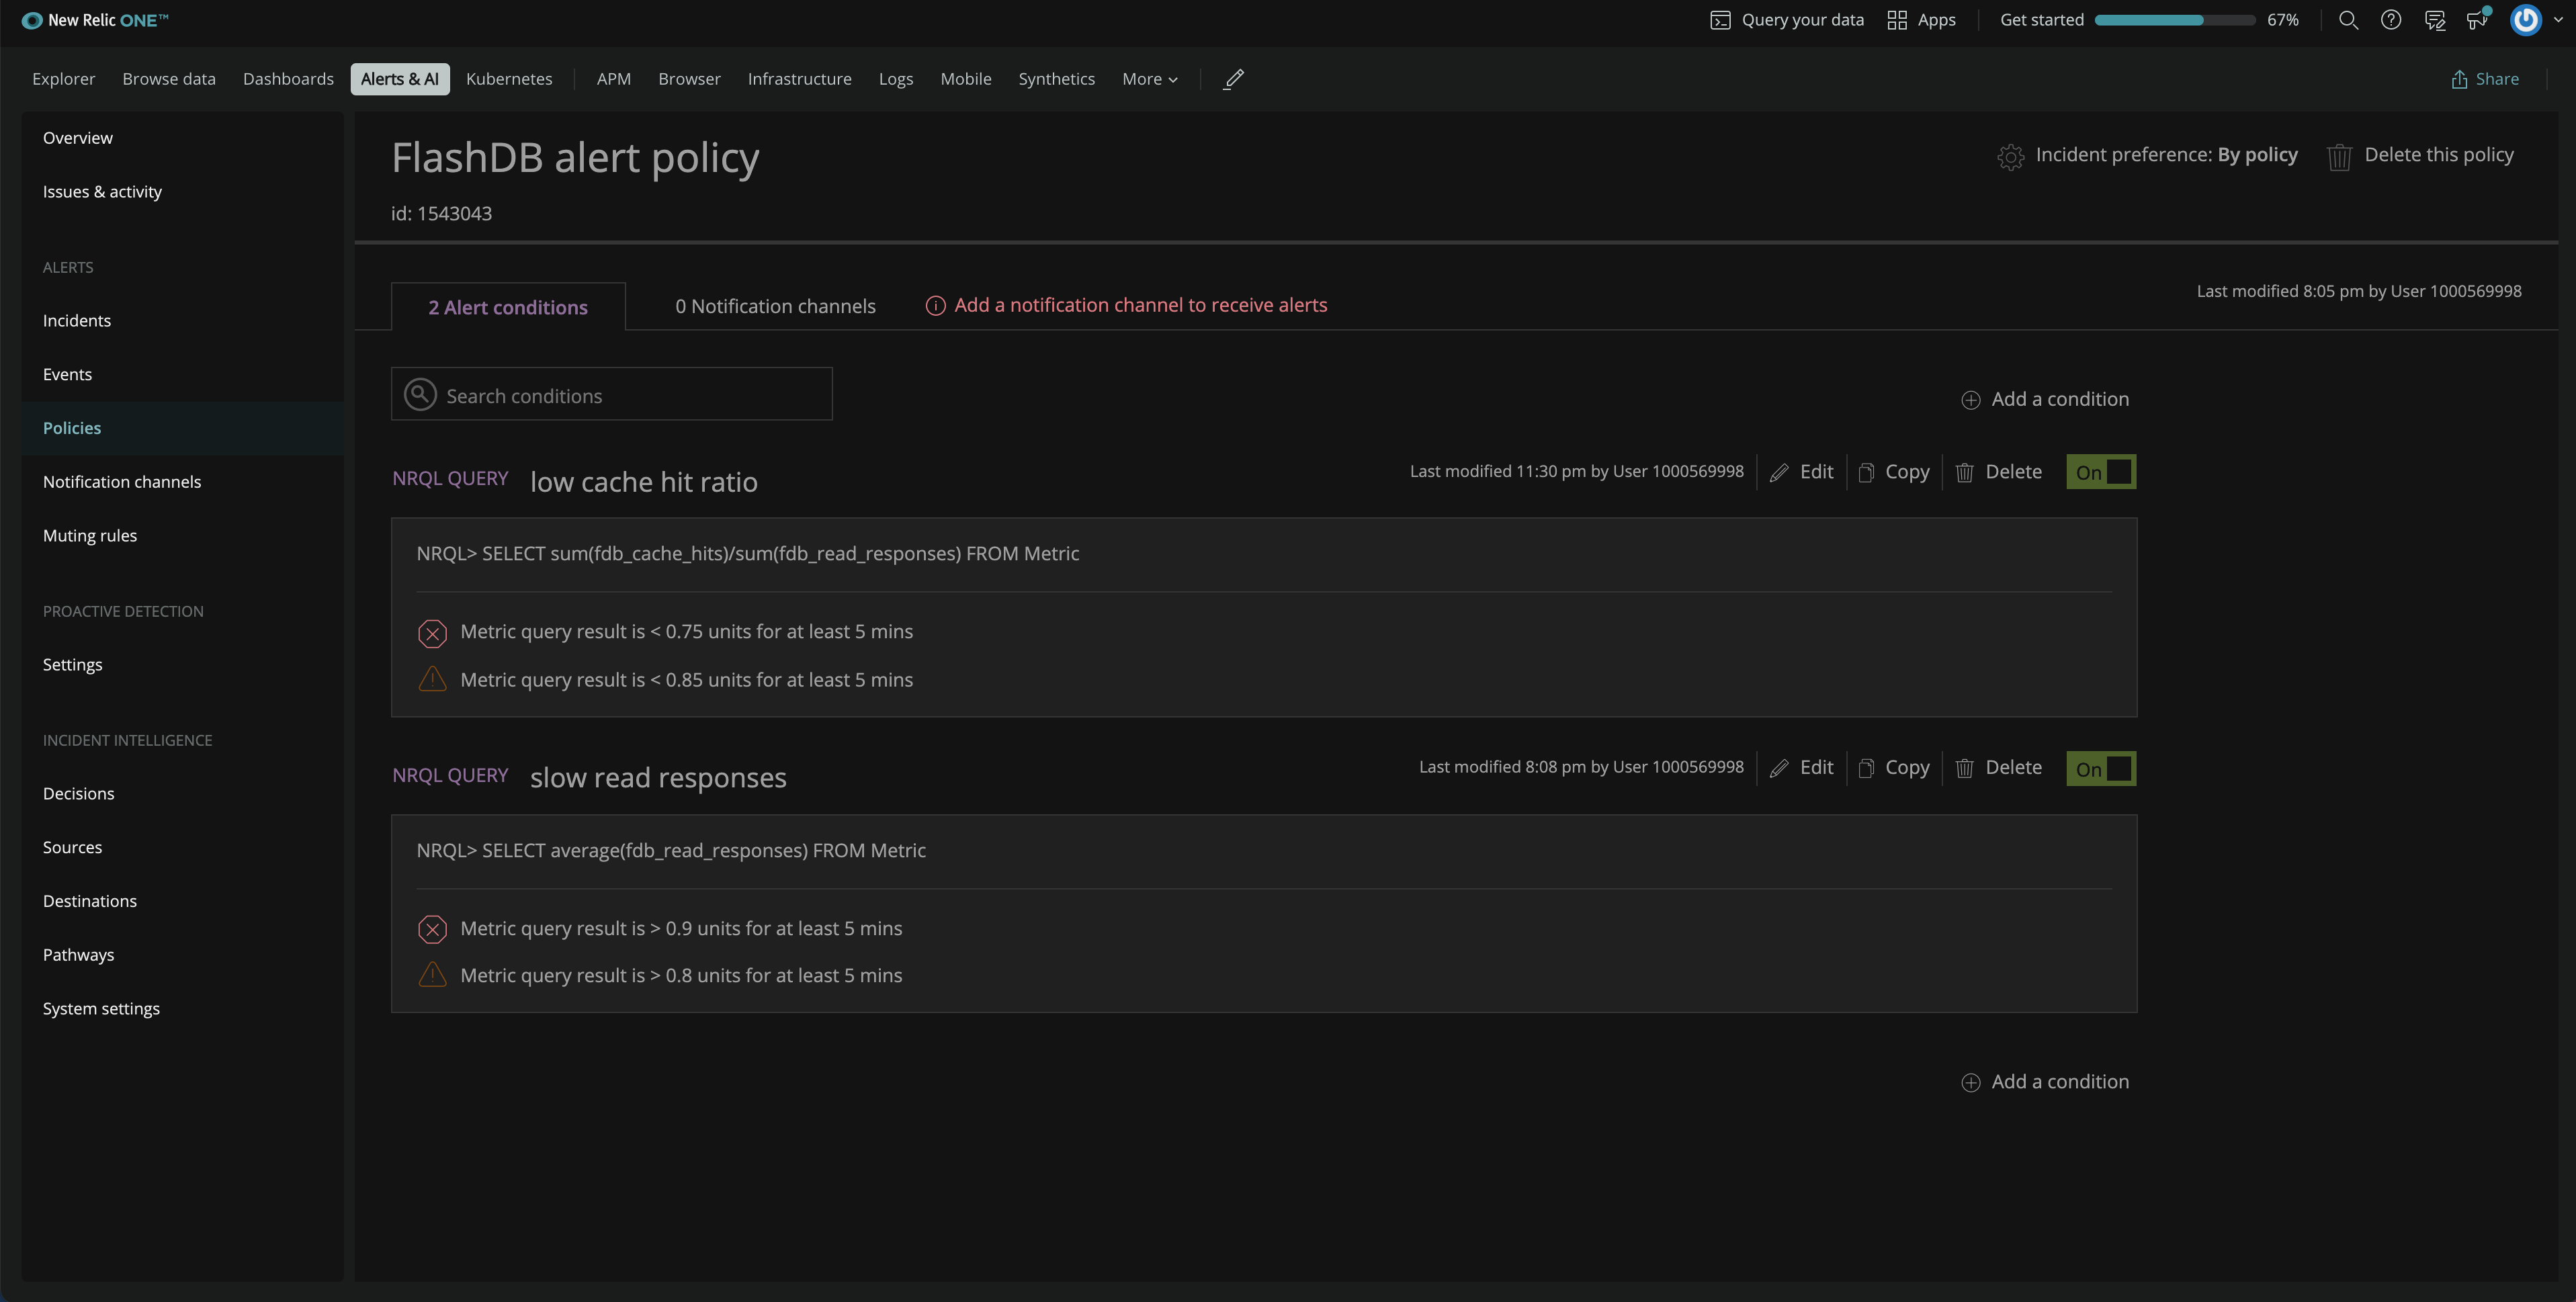 New Relic ONE™
Query your data
Apps
Get started
67%
Explorer
Browse data
Dashboards
Alerts & AI
Kubernetes
APM
Browser
Infrastructure
Logs
Mobile
Synthetics
More
Share
Overview
Issues & activity
ALERTS
Incidents
Events
Policies
Notification channels
Muting rules
PROACTIVE DETECTION
Settings
INCIDENT INTELLIGENCE
Decisions
Sources
Destinations
Pathways
System settings
FlashDB alert policy
id: 1543043
Incident preference: By policy
Delete this policy
2 Alert conditions
0 Notification channels
Add a notification channel to receive alerts
Last modified 8:05 pm by User 1000569998
Search conditions
Add a condition
NRQL QUERY low cache hit ratio
Last modified 11:30 pm by User 1000569998
Edit
Copy
Delete
On
NRQL> SELECT sum(fdb_cache_hits)/sum(fdb_read_responses) FROM Metric
Metric query result is < 0.75 units for at least 5 mins
Metric query result is < 0.85 units for at least 5 mins
NRQL QUERY slow read responses
Last modified 8:08 pm by User 1000569998
Edit
Copy
Delete
On
NRQL> SELECT average(fdb_read_responses) FROM Metric
Metric query result is > 0.9 units for at least 5 mins
Metric query result is > 0.8 units for at least 5 mins
Add a condition